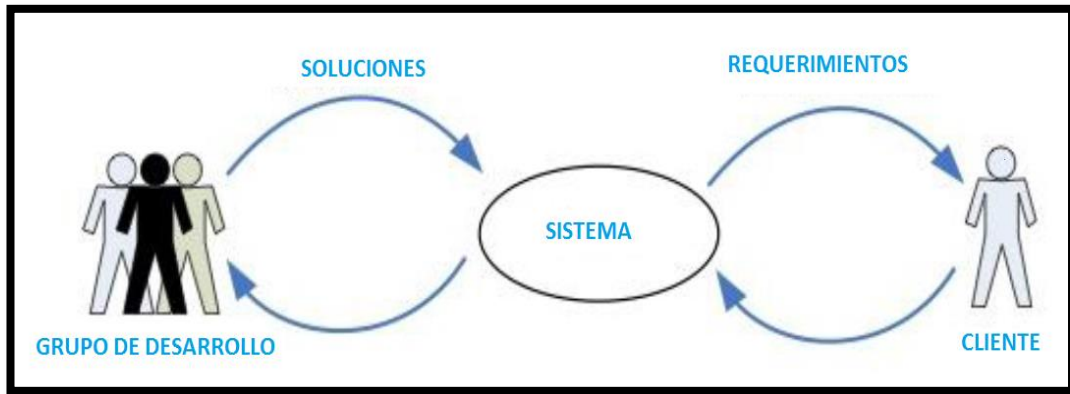 SOLUCIONES
REQUERIMIENTOS
SISTEMA
GRUPO DE DESARROLLO
CLIENTE